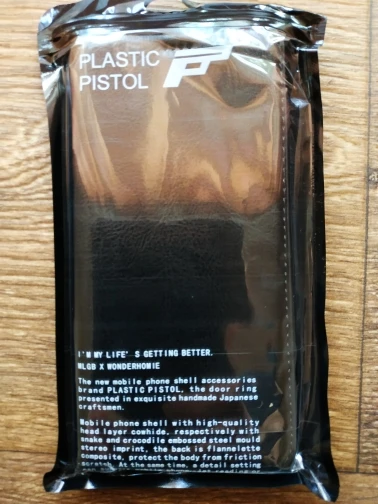 PLASTIC
PISTOL
I'M MY LIFE'S GETTING BETTER.
MLGB X WONDERHOMIE
The new mobile phone shell accessories
brand PLASTIC PISTOL, the door ring
presented in exquisite handmade Japanese
craftsmen.
Mobile phone shell with high-quality
head layer cowhide, respectively with
snake and crocodile embossed steel mould
stereo imprint, the back is flannelette
composite, protect the body from friction
scratch. At the same time, a detail setting